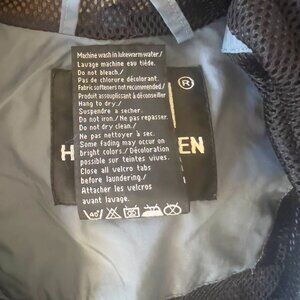 Machine wash in lukewarm water./
Lavage machine eau tiède.
Do not bleach./
Pas de chlorure décolorant.
Fabric softeners not recommended./
Produit assouplissant à déconseiller
Hang to dry./
Suspendre a secher.
Do not iron./ Ne pas repasser.
Do not dry clean./
Ne pas nettoyer à sec.
Some Fading may occur on
bright colors./ Décoloration
possible sur teintes vives.
Close all velcro tabs
before laundering./
Attacher les velcros
avant lavage.
40°
®
H
EN